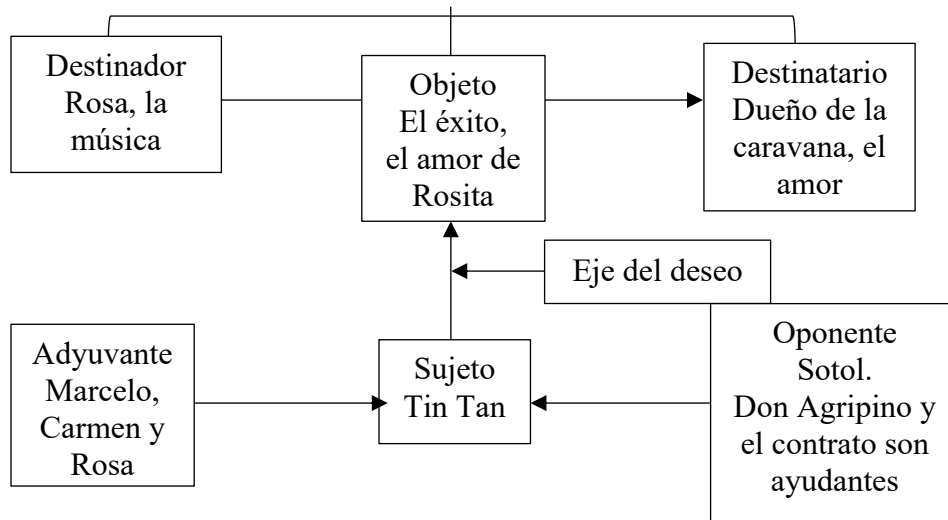 Destinador
Rosa, la
música
Objeto
El éxito,
el amor de
Rosita
Destinatario
Dueño de la
caravana, el
amor
Eje del deseo
Adyuvante
Marcelo,
Carmen y
Rosa
Sujeto
Tin Tan
Oponente
Sotol.
Don Agripino y
el contrato son
ayudantes